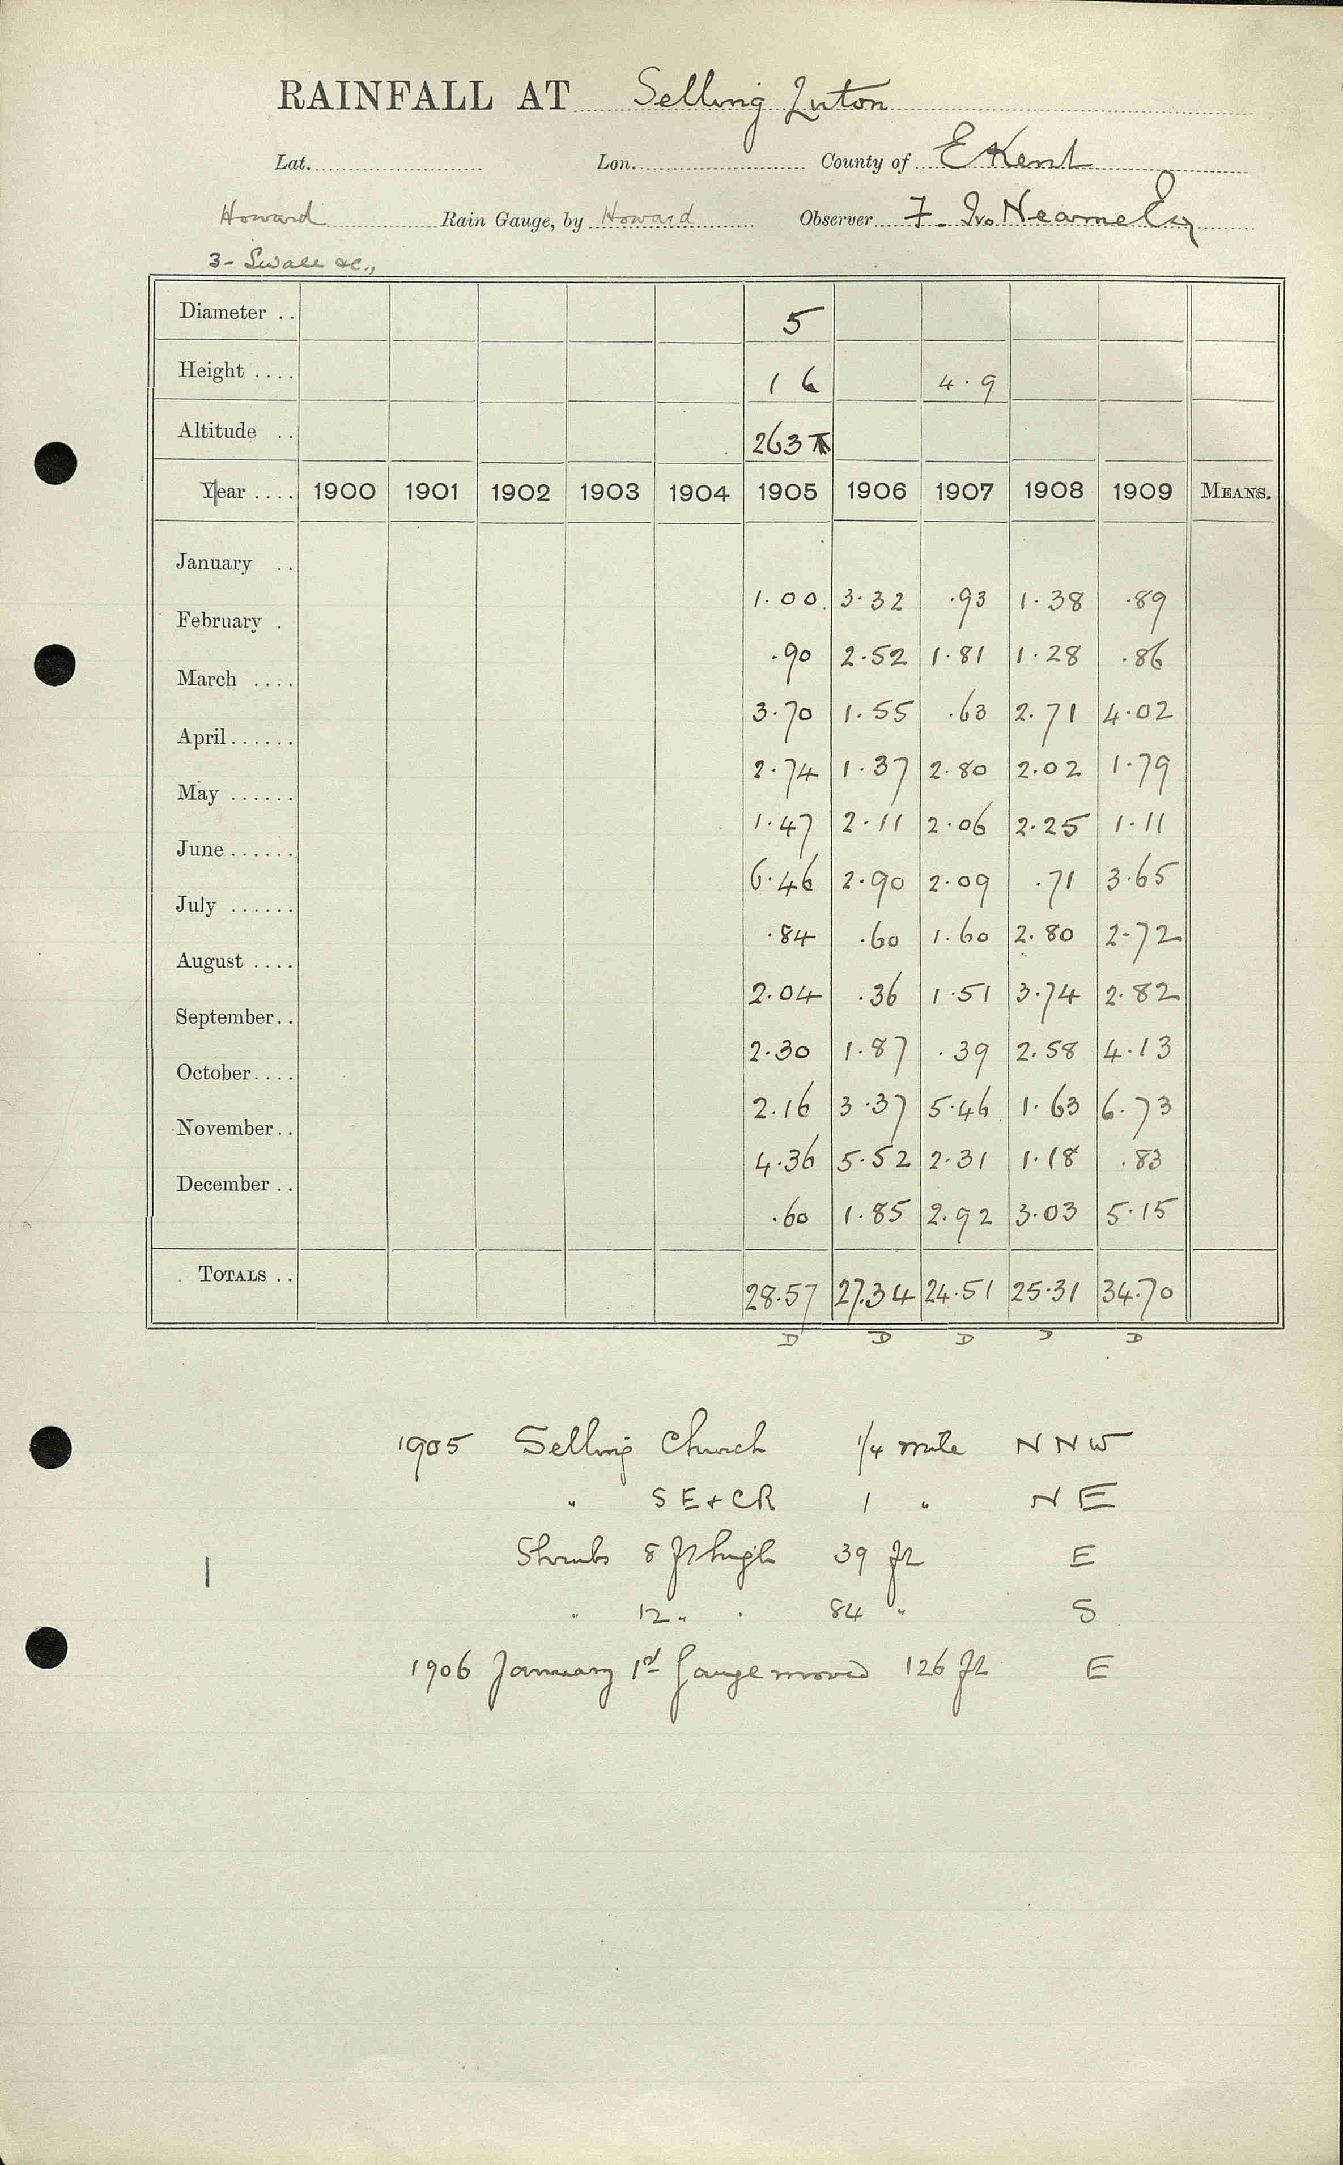 RAINFALL AT Selling Luton
Lat. Lon. County of E Kent
Howard Rain Gauge, by Howard Observer F. Neame Esq
3 - Swale &c.,
Diameter .. 5
Height .... 1 6 4.9
Altitude .. 263
Year .... 1900 1901 1902 1903 1904 1905 1906 1907 1908 1909 MEANS.
January .. 1.00 3.32 .93 1.38 .89
February . .90 2.52 1.81 1.28 .86
March .... 3.70 1.55 .63 2.71 4.02
April...... 2.74 1.37 2.80 2.02 1.79
May ...... 1.47 2.11 2.06 2.25 1.11
June ...... 6.46 2.90 2.09 .71 3.65
July ...... .84 .60 1.60 2.80 2.72
August .... 2.04 .36 1.51 3.74 2.82
September.. 2.30 1.87 .39 2.58 4.13
October.... 2.16 3.37 5.46 1.63 6.73
November.. 4.36 5.52 2.31 1.18 .83
December .. .60 1.85 2.92 3.03 5.15
TOTALS .. 28.57 27.34 24.51 25.31 34.70
D D D D D
1905 Selling Church 1/4 mile N N W
" S E + C R 1 " N E
Shrubs 8 ft high 39 ft E
" 12 " " 84 " S
1906 January 1st Gauge moved 126 ft E